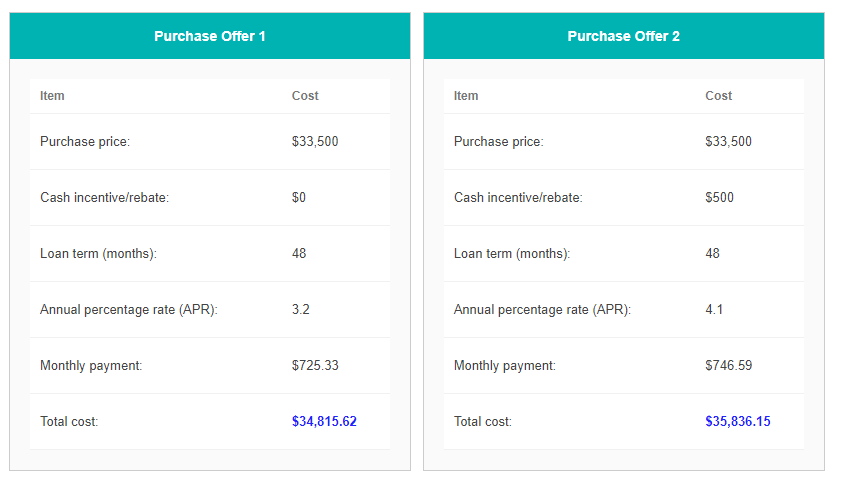 Purchase Offer 1
Item Cost
Purchase price: $33,500
Cash incentive/rebate: $0
Loan term (months): 48
Annual percentage rate (APR): 3.2
Monthly payment: $725.33
Total cost: $34,815.62
Purchase Offer 2
Item Cost
Purchase price: $33,500
Cash incentive/rebate: $500
Loan term (months): 48
Annual percentage rate (APR): 4.1
Monthly payment: $746.59
Total cost: $35,836.15